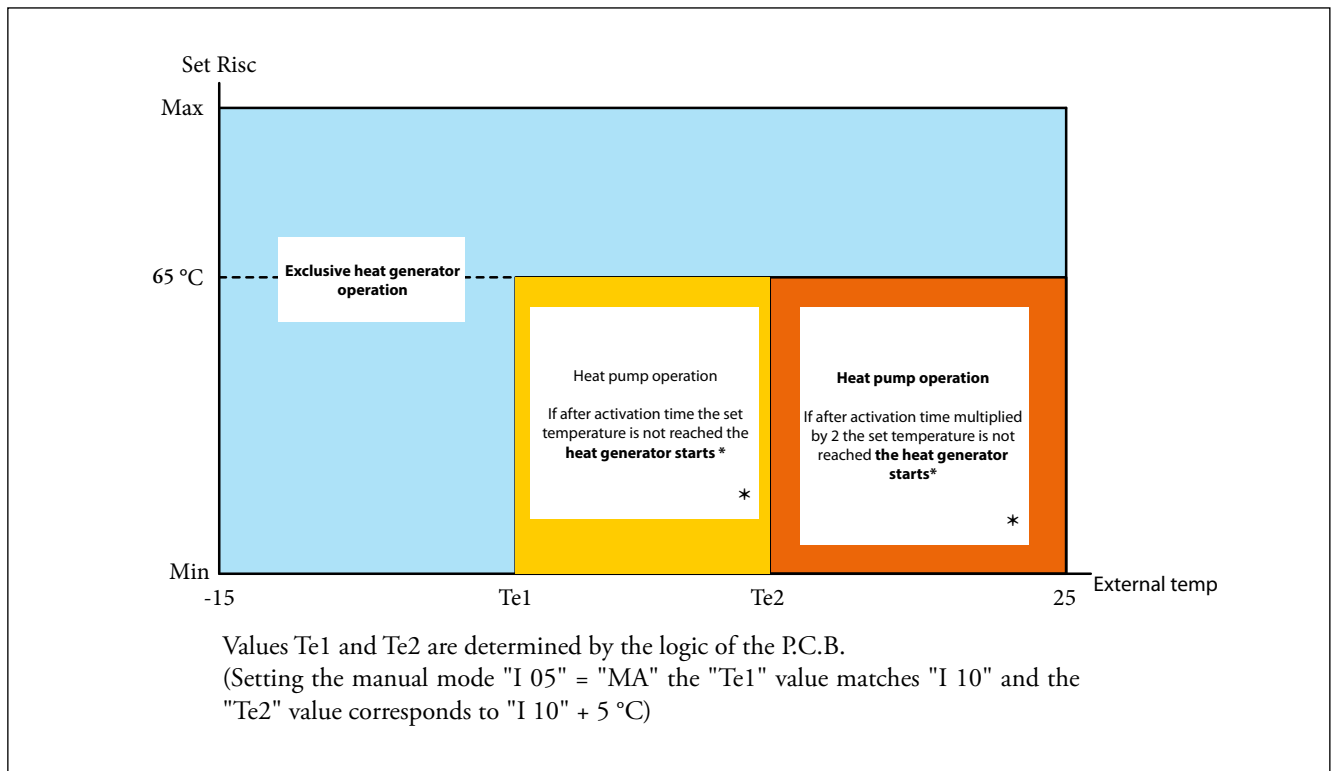 Set Risc
Max
65 °C
Exclusive heat generator
operation
Heat pump operation
If after activation time the set
temperature is not reached the
heat generator starts *
*
Heat pump operation
If after activation time multiplied
by 2 the set temperature is not
reached the heat generator
starts*
*
Min
-15
Te1
Te2
25
External temp
Values Te1 and Te2 are determined by the logic of the P.C.B.
(Setting the manual mode "I 05" = "MA" the "Te1" value matches "I 10" and the
"Te2" value corresponds to "I 10" + 5 °C)